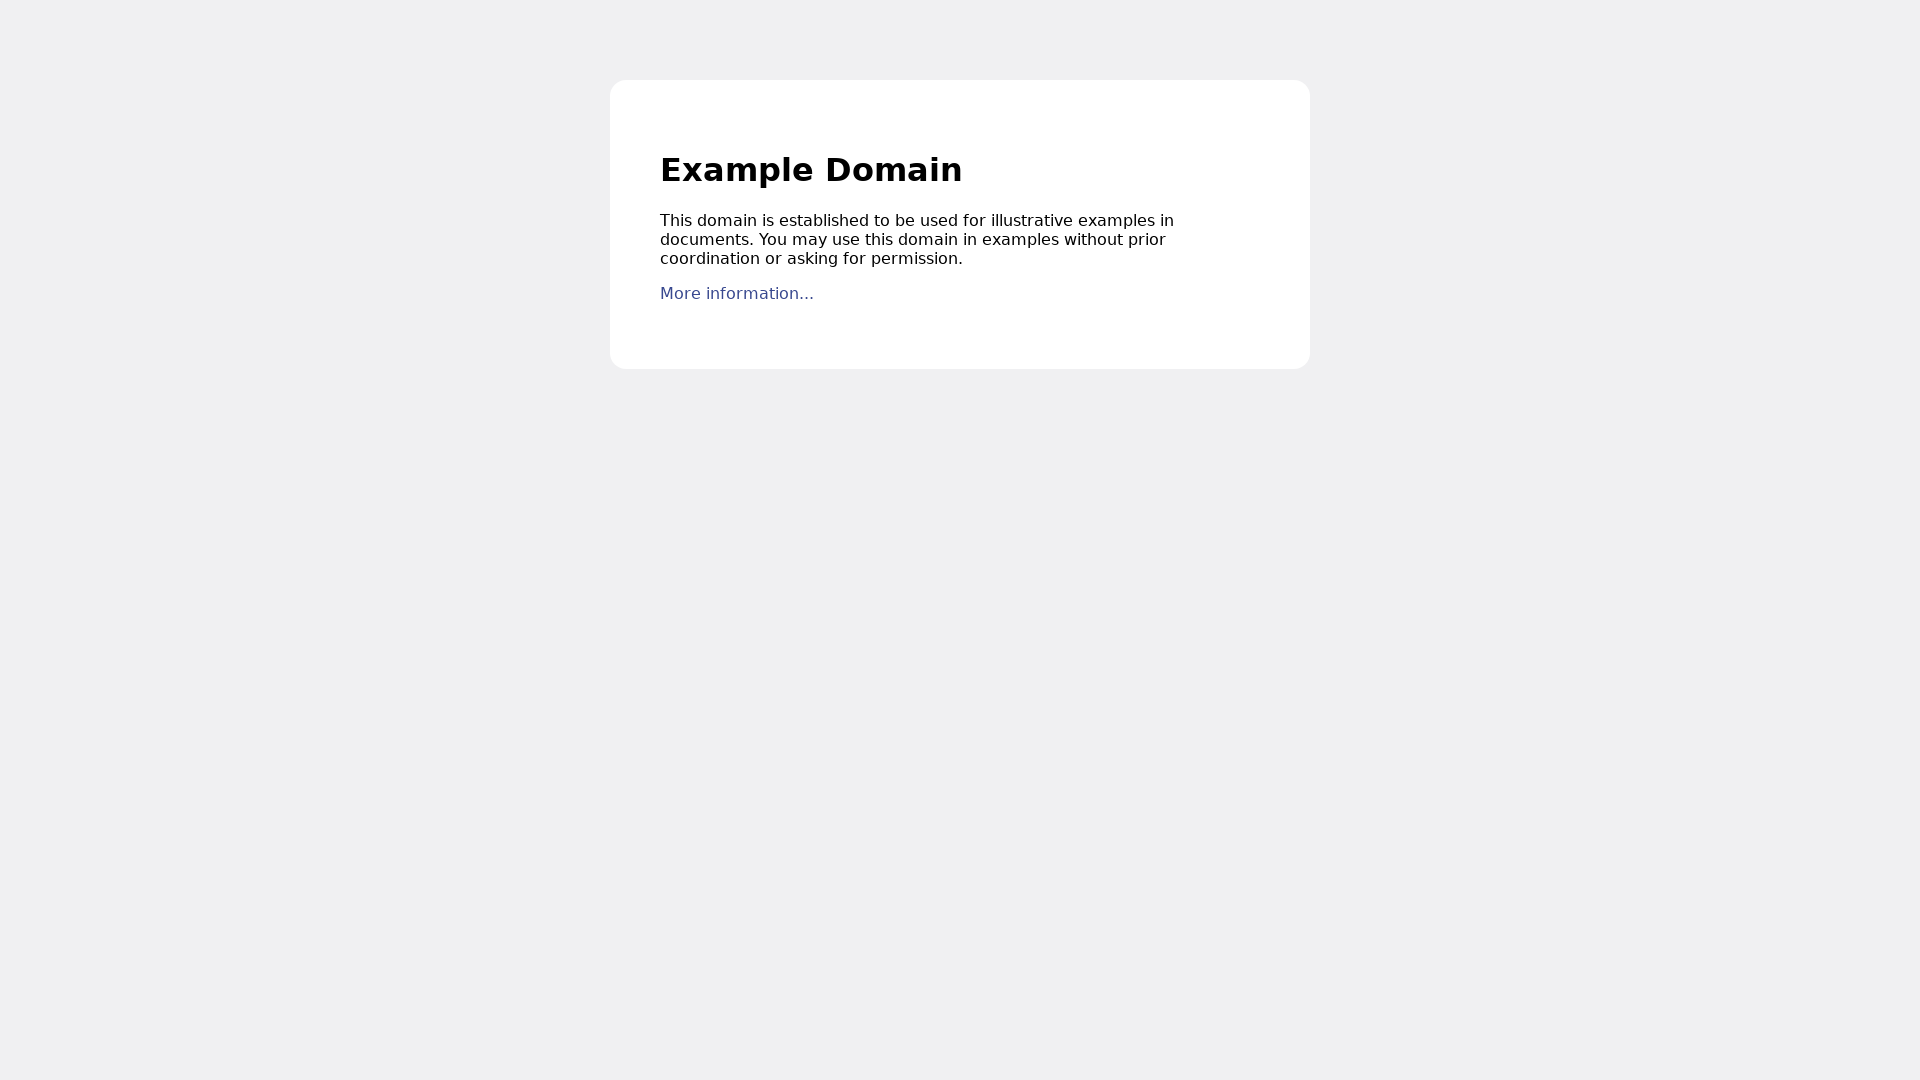 Example Domain
This domain is established to be used for illustrative examples in
documents. You may use this domain in examples without prior
coordination or asking for permission.
More information...